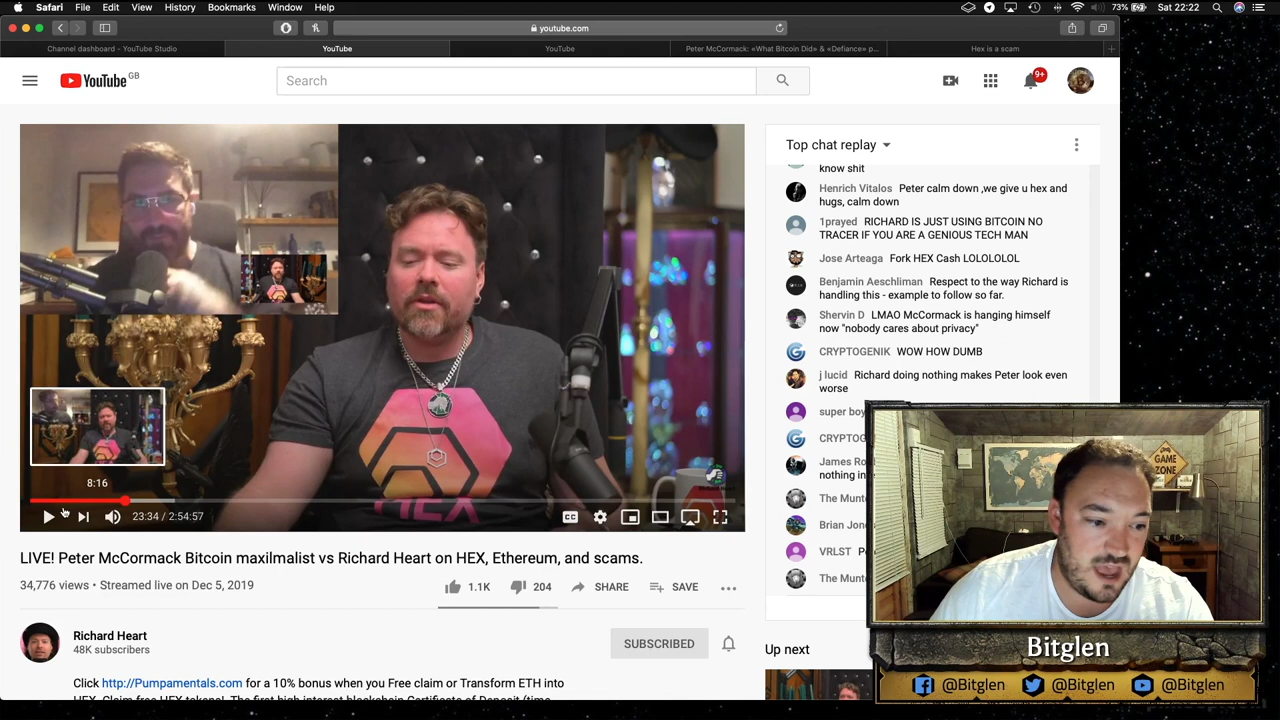 Safari File Edit View History Bookmarks Window Help
73% Sat 22:22
youtube.com
Channel dashboard - YouTube Studio
YouTube
YouTube
Peter McCormack: «What Bitcoin Did» & «Defiance» p...
Hex is a scam
YouTube GB
Search
9+
Top chat replay
know shit
Henrich Vitalos Peter calm down ,we give u hex and
hugs, calm down
1prayed RICHARD IS JUST USING BITCOIN NO
TRACER IF YOU ARE A GENIOUS TECH MAN
Jose Arteaga Fork HEX Cash LOLOLOLOL
Benjamin Aeschliman Respect to the way Richard is
handling this - example to follow so far.
Shervin D LMAO McCormack is hanging himself
now "nobody cares about privacy"
CRYPTOGENIK WOW HOW DUMB
j lucid Richard doing nothing makes Peter look even
worse
super boy
CRYPTOG
James Ro
The Munt
Brian Jon
VRLST
The Munt
HEX
8:16
23:34 / 2:54:57
CC
LIVE! Peter McCormack Bitcoin maxilmalist vs Richard Heart on HEX, Ethereum, and scams.
34,776 views • Streamed live on Dec 5, 2019
1.1K 204 SHARE SAVE
Richard Heart
48K subscribers
SUBSCRIBED
Up next
Click http://Pumpamentals.com for a 10% bonus when you Free claim or Transform ETH into
GAME
ZONE
Bitglen
@Bitglen @Bitglen @Bitglen